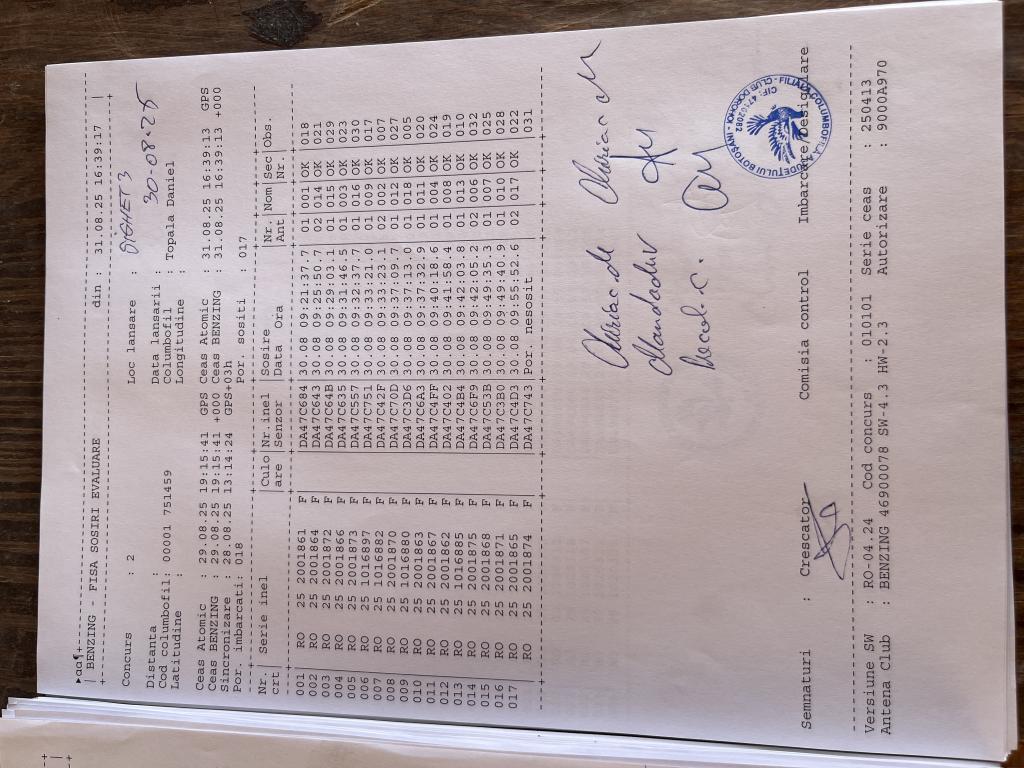 ►aa¶+
| BENZING - FISA SOSIRI EVALUARE din : 31.08.25 16:39:17 |
Concurs : 2 Loc lansare : SIGHET 3
Distanta : Data lansarii : 30-08-25
Cod columbofil: 00001 751459 Columbofil : Topala Daniel
Latitudine : Longitudine :
Ceas Atomic : 29.08.25 19:15:41 GPS Ceas Atomic : 31.08.25 16:39:13 GPS
Ceas BENZING : 29.08.25 19:15:41 +000 Ceas BENZING : 31.08.25 16:39:13 +000
Sincronizare : 28.08.25 13:14:24 GPS+03h
Por. imbarcati: 018 Por. sositi : 017
Nr.| Serie inel |Culo|Nr.inel |Sosire |Nr. |Nom|Sec|Obs.
crt| |are |Senzor |Data Ora |Ani|Nr.
001 RO 25 2001861 F DA47C684 30.08 09:21:37.7 01 001 OK 018
002 RO 25 2001864 F DA47C643 30.08 09:25:50.7 02 014 OK 021
003 RO 25 2001872 F DA47C64B 30.08 09:29:03.1 01 015 OK 029
004 RO 25 2001866 F DA47C635 30.08 09:31:46.5 01 003 OK 023
005 RO 25 2001873 F DA47C557 30.08 09:32:37.7 01 016 OK 030
006 RO 25 1016897 F DA47C751 30.08 09:33:21.0 01 009 OK 017
007 RO 25 1016882 F DA47C42F 30.08 09:39:23.1 02 002 OK 007
008 RO 25 2001870 F DA47C70D 30.08 09:37:09.7 01 012 OK 027
009 RO 25 1016880 F DA47C2D6 30.08 09:37:13.0 01 018 OK 005
010 RO 25 2001863 F DA47C6AB 30.08 09:37:32.9 01 011 OK 020
011 RO 25 2001867 F DA47C4FF 30.08 09:40:18.6 01 004 OK 024
012 RO 25 2001862 F DA47C402 30.08 09:41:58.4 01 008 OK 019
013 RO 25 1016885 F DA47C4B4 30.08 09:42:03.8 01 013 OK 010
014 RO 25 2001875 F DA47C6F9 30.08 09:42:05.2 02 006 OK 032
015 RO 25 2001868 F DA47C53B 30.08 09:49:35.3 01 007 OK 025
016 RO 25 2001871 F DA47C3B0 30.08 09:49:40.9 01 010 OK 028
017 RO 25 2001865 F DA47C4D3 30.08 09:55:52.6 02 017 OK 022
RO 25 2001874 F DA47C743 Por. nesosit 031
FILIALA COLUMBOFILA A JUDETULUI BOTOSANI - CLUB DOROHOI -
CIF: 47102082
Semnaturi : Crescator Comisia control Imbarcare/Desigilare
Versiune SW : RO-04.24 Cod concurs : 01O101 Serie ceas : 250413
Antena Club : BENZING 46900078 SW-4.3 HW-2.3 Autorizare : 9000A970